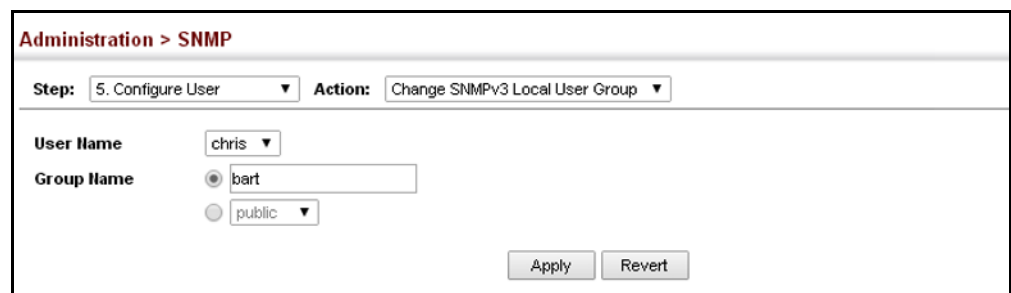 Administration > SNMP
Step: 5. Configure User Action: Change SNMPv3 Local User Group
User Name chris
Group Name bart
public
Apply Revert